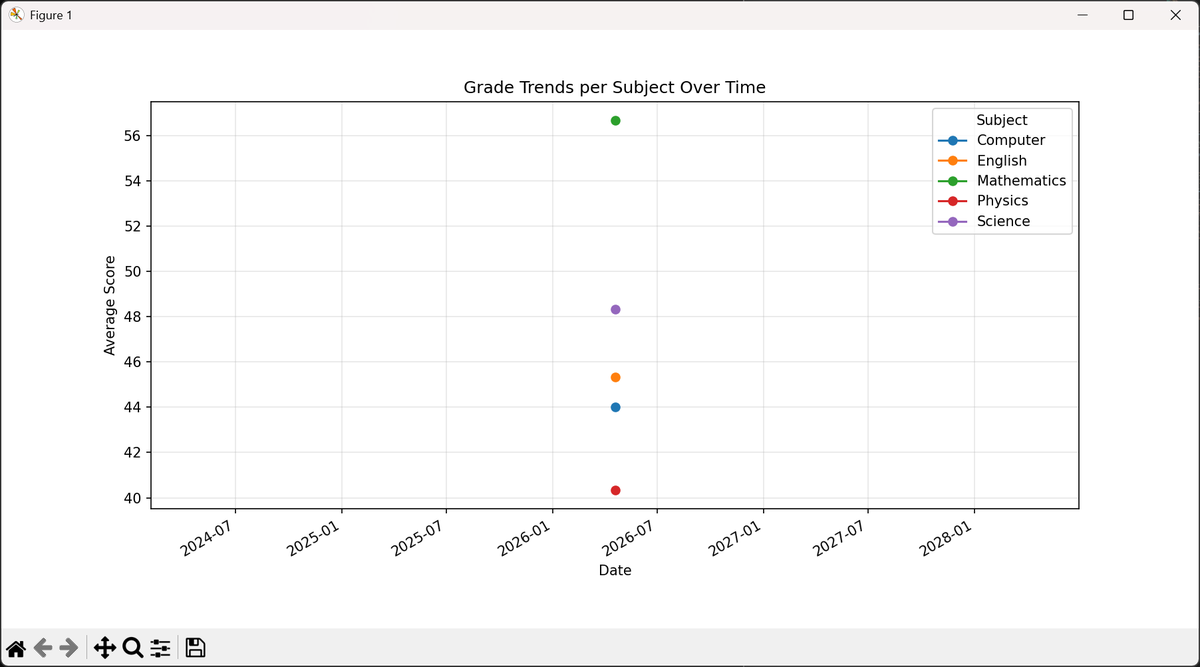 Figure 1
Grade Trends per Subject Over Time
Subject
Computer
English
Mathematics
Physics
Science
Average Score
56
54
52
50
48
46
44
42
40
2024-07
2025-01
2025-07
2026-01
2026-07
2027-01
2027-07
2028-01
Date